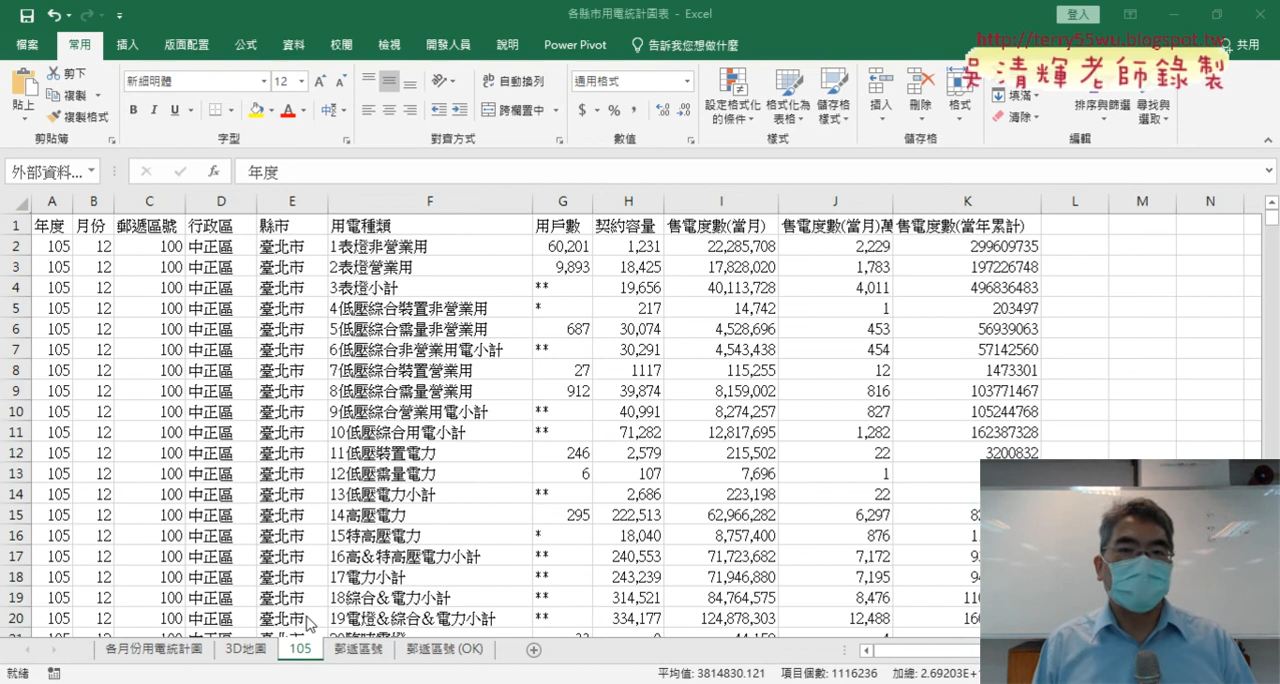 各縣市用電統計圖表 - Excel
登入
檔案 常用 插入 版面配置 公式 資料 校閱 檢視 開發人員 說明 Power Pivot 告訴我您想做什麼 共用
http://terry55wu.blogspot.tw
吳清輝老師錄製
貼上 剪下 複製 複製格式 剪貼簿
新細明體 12 B I U 字型
自動換列 跨欄置中 對齊方式
通用格式 $ % 數值
設定格式化的條件 格式化為表格 儲存格樣式 樣式
插入 刪除 格式 儲存格
填滿 清除 排序與篩選 尋找與選取 編輯
外部資料... fx 年度
A B C D E F G H I J K L M N
1 年度 月份 郵遞區號 行政區 縣市 用電種類 用戶數 契約容量 售電度數(當月) 售電度數(當月)萬 售電度數(當年累計)
2 105 12 100 中正區 臺北市 1表燈非營業用 60,201 1,231 22,285,708 2,229 299609735
3 105 12 100 中正區 臺北市 2表燈營業用 9,893 18,425 17,828,020 1,783 197226748
4 105 12 100 中正區 臺北市 3表燈小計 ** 19,656 40,113,728 4,011 496836483
5 105 12 100 中正區 臺北市 4低壓綜合裝置非營業用 * 217 14,742 1 203497
6 105 12 100 中正區 臺北市 5低壓綜合需量非營業用 687 30,074 4,528,696 453 56939063
7 105 12 100 中正區 臺北市 6低壓綜合非營業用電小計 ** 30,291 4,543,438 454 57142560
8 105 12 100 中正區 臺北市 7低壓綜合裝置營業用 27 1117 115,255 12 1473301
9 105 12 100 中正區 臺北市 8低壓綜合需量營業用 912 39,874 8,159,002 816 103771467
10 105 12 100 中正區 臺北市 9低壓綜合營業用電小計 ** 40,991 8,274,257 827 105244768
11 105 12 100 中正區 臺北市 10低壓綜合用電小計 ** 71,282 12,817,695 1,282 162387328
12 105 12 100 中正區 臺北市 11低壓裝置電力 246 2,579 215,502 22 3200832
13 105 12 100 中正區 臺北市 12低壓需量電力 6 107 7,696 1
14 105 12 100 中正區 臺北市 13低壓電力小計 ** 2,686 223,198 22
15 105 12 100 中正區 臺北市 14高壓電力 295 222,513 62,966,282 6,297
16 105 12 100 中正區 臺北市 15特高壓電力 * 18,040 8,757,400 876
17 105 12 100 中正區 臺北市 16高&特高壓電力小計 ** 240,553 71,723,682 7,172
18 105 12 100 中正區 臺北市 17電力小計 ** 243,239 71,946,880 7,195
19 105 12 100 中正區 臺北市 18綜合&電力小計 ** 314,521 84,764,575 8,476
20 105 12 100 中正區 臺北市 19電燈&綜合&電力小計 ** 334,177 124,878,303 12,488
各月份用電統計圖 3D地圖 105 郵遞區號 郵遞區號 (OK)
就緒 平均值: 3814830.121 項目個數: 1116236 加總: 2.69203E+